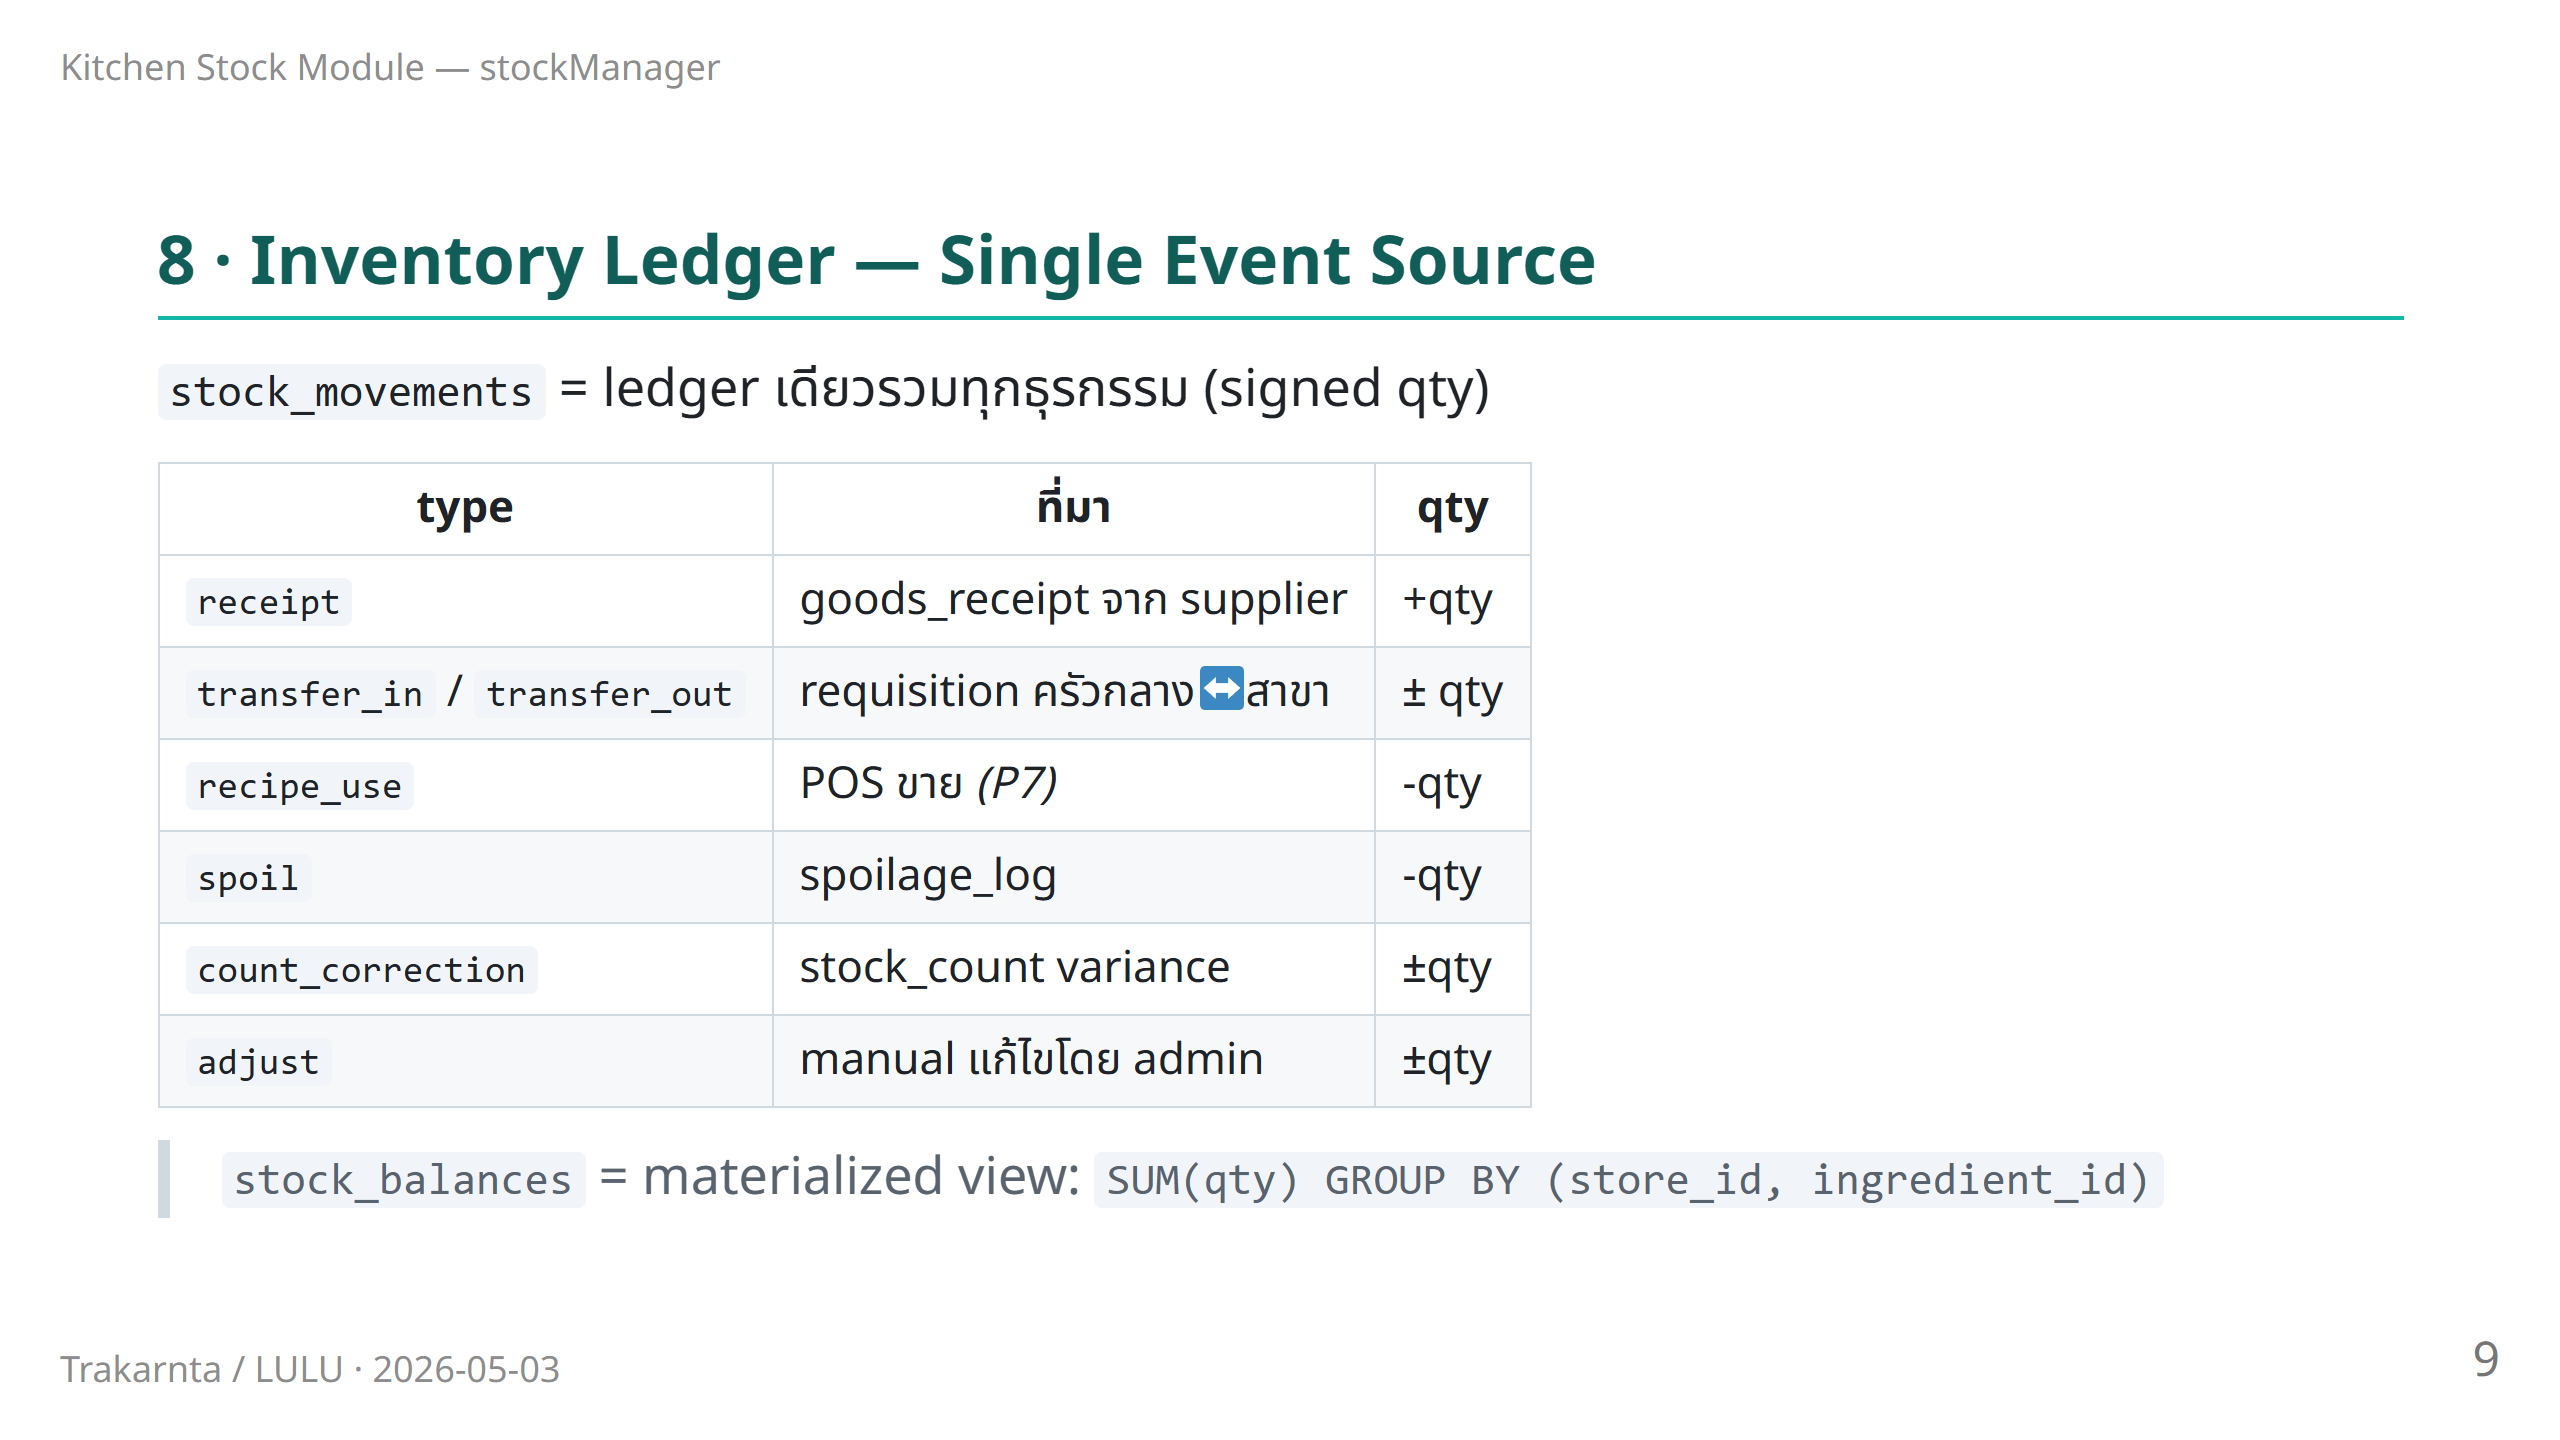 Kitchen Stock Module — stockManager
8 · Inventory Ledger — Single Event Source
stock_movements = ledger เดียวรวมทุกธุรกรรม (signed qty)
type ที่มา qty
receipt goods_receipt จาก supplier +qty
transfer_in / transfer_out requisition ครัวกลาง↔️สาขา ± qty
recipe_use POS ขาย (P7) -qty
spoil spoilage_log -qty
count_correction stock_count variance ±qty
adjust manual แก้ไขโดย admin ±qty
stock_balances = materialized view: SUM(qty) GROUP BY (store_id, ingredient_id)
Trakarnta / LULU · 2026-05-03
9